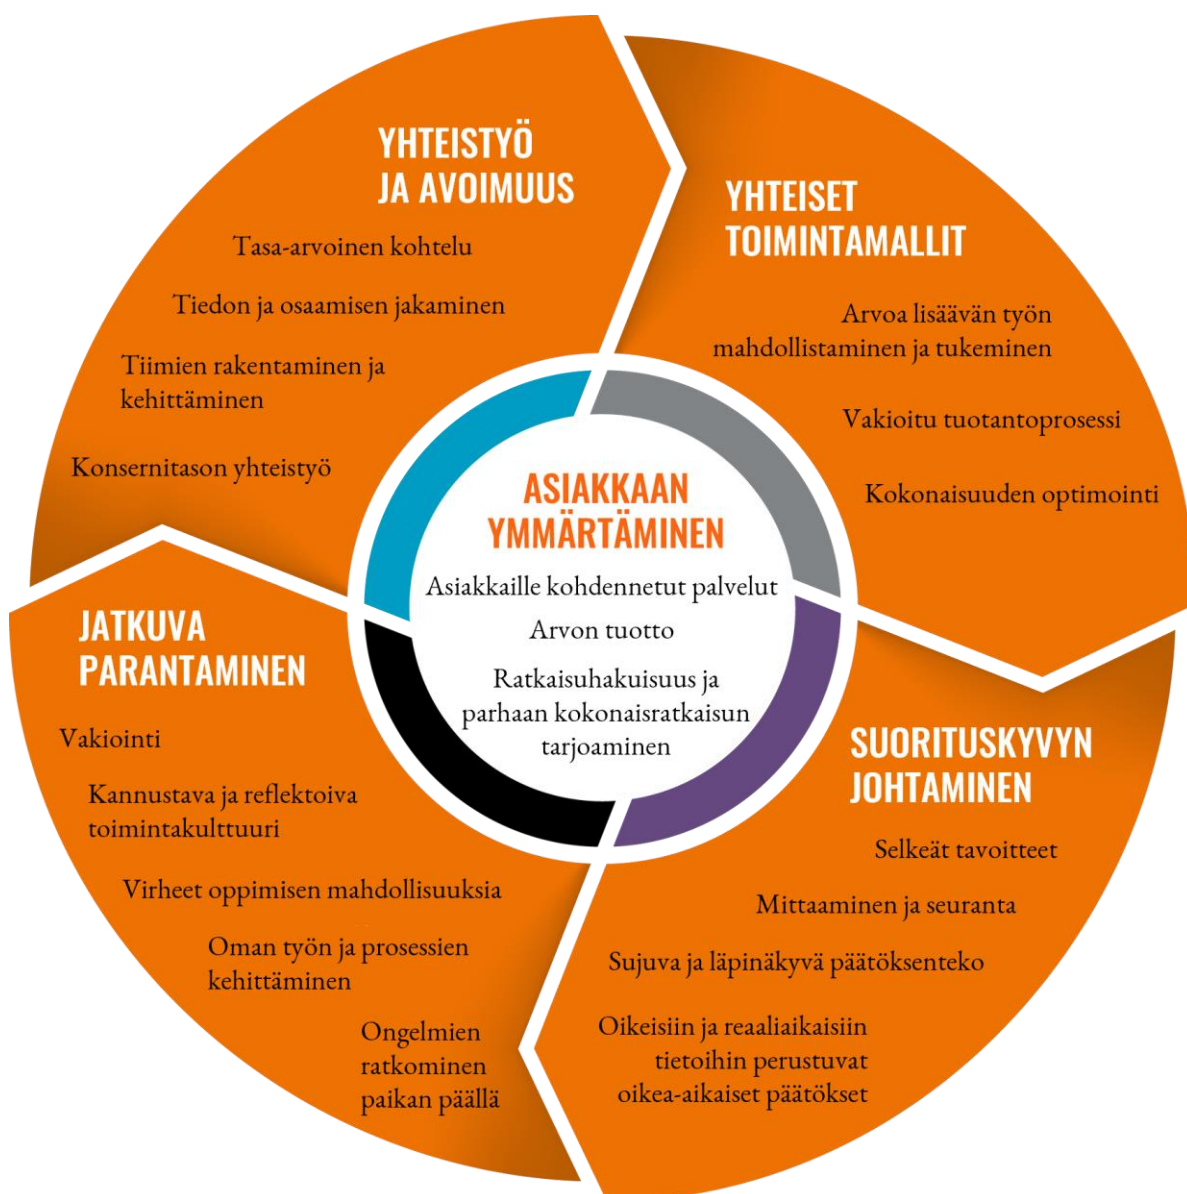 YHTEISTYÖ
JA AVOIMUUS
Tasa-arvoinen kohtelu
Tiedon ja osaamisen jakaminen
Tiimien rakentaminen ja
kehittäminen
Konsernitason yhteistyö
YHTEISET
TOIMINTAMALLIT
Arvoa lisäävän työn
mahdollistaminen ja tukeminen
Vakioitu tuotantoprosessi
Kokonaisuuden optimointi
ASIAKKAAN
YMMÄRTÄMINEN
Asiakkaille kohdennetut palvelut
Arvon tuotto
Ratkaisuhakuisuus ja
parhaan kokonaisratkaisun
tarjoaminen
SUORITUSKYVYN
JOHTAMINEN
Selkeät tavoitteet
Mittaaminen ja seuranta
Sujuva ja läpinäkyvä päätöksenteko
Oikeisiin ja reaaliaikaisiin
tietoihin perustuvat
oikea-aikaiset päätökset
JATKUVA
PARANTAMINEN
Vakiointi
Kannustava ja reflektoiva
toimintakulttuuri
Virheet oppimisen mahdollisuuksia
Oman työn ja prosessien
kehittäminen
Ongelmien
ratkominen
paikan päällä